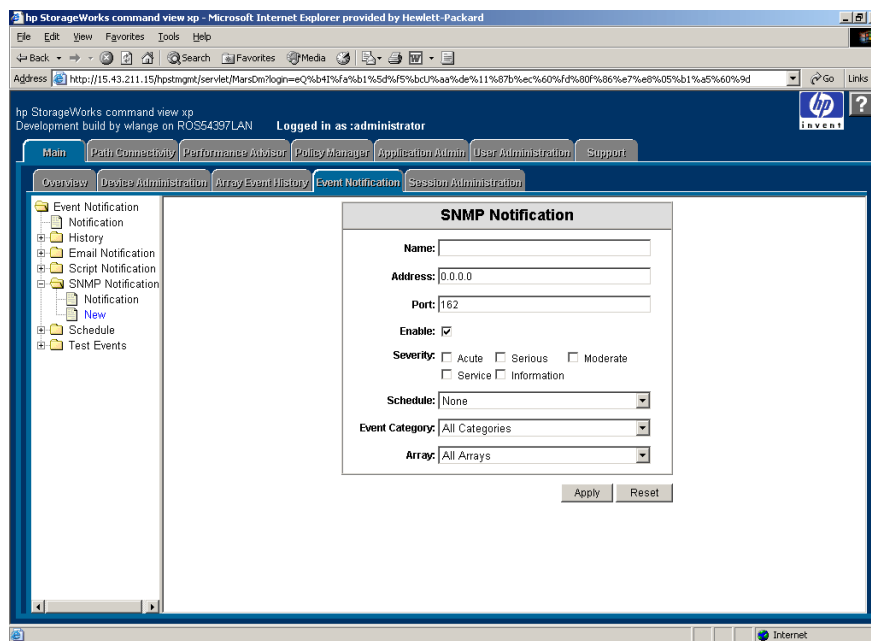 hp StorageWorks command view xp - Microsoft Internet Explorer provided by Hewlett-Packard
File Edit View Favorites Tools Help
Back Search Favorites Media
Address http://15.43.211.15/hpstmgmt/servlet/MarsDm?login=eQ%b4I%fa%b1%5d%f5%bcU%aa%de%11%87b%ec%60%fd%80f%86%e7%e8%05%b1%a5%60%9d Go Links
hp StorageWorks command view xp
Development build by wlange on ROS54397LAN Logged in as :administrator
hp
invent
?
Main Path Connectivity Performance Advisor Policy Manager Application Admin User Administration Support
Overview Device Administration Array Event History Event Notification Session Administration
Event Notification
Notification
History
Email Notification
Script Notification
SNMP Notification
Notification
New
Schedule
Test Events
SNMP Notification
Name:
Address: 0.0.0.0
Port: 162
Enable:
Severity: Acute Serious Moderate
Service Information
Schedule: None
Event Category: All Categories
Array: All Arrays
Apply Reset
Internet